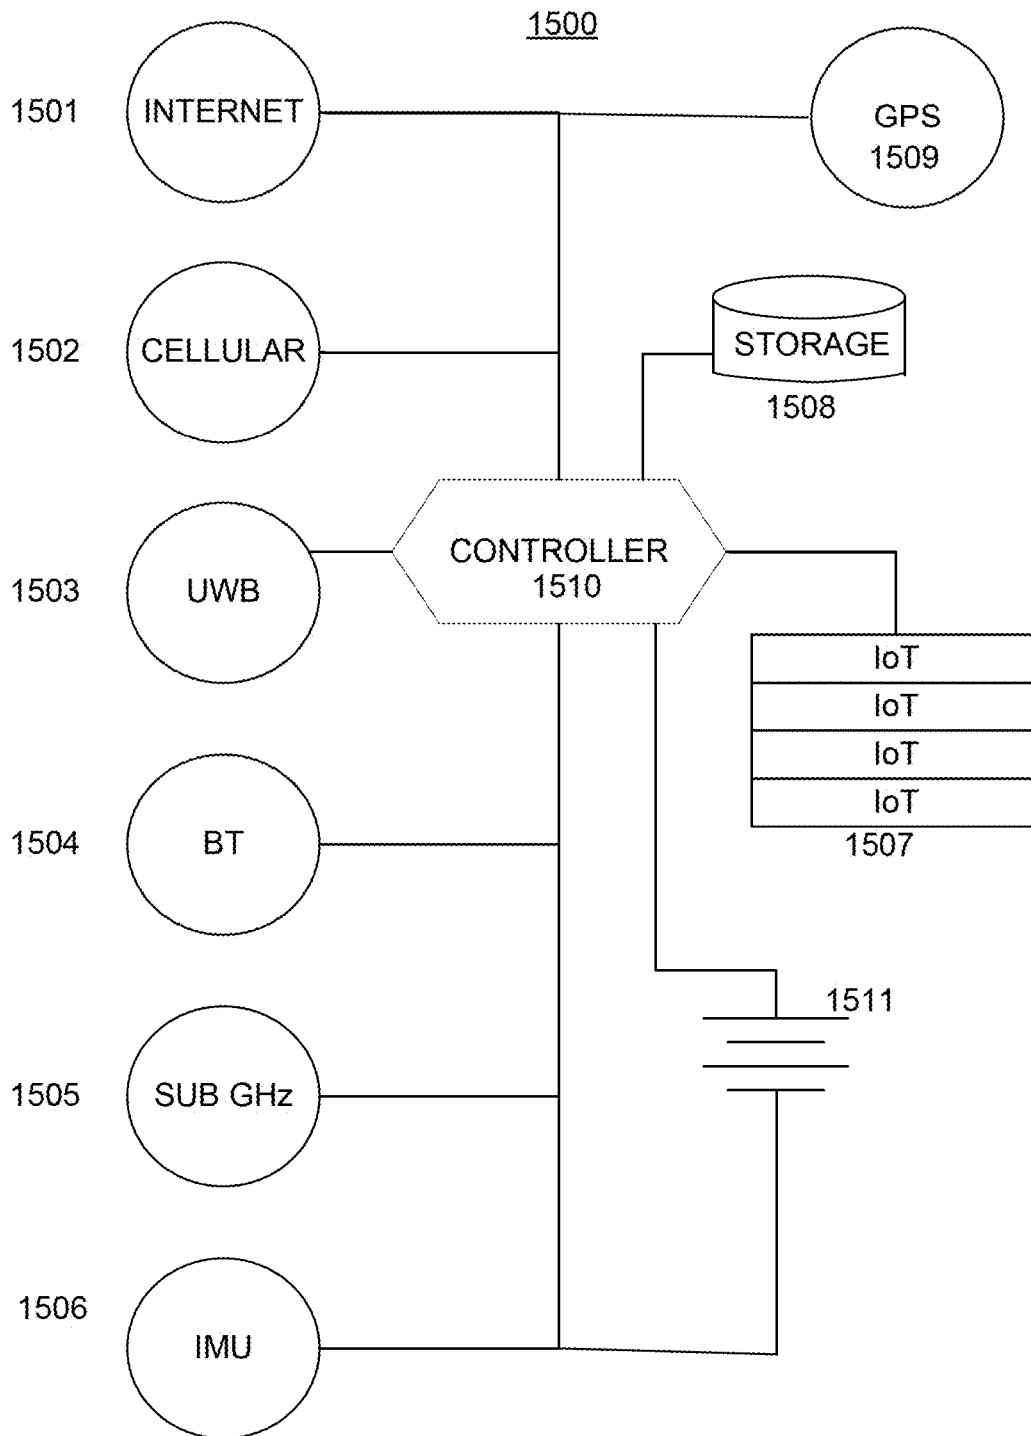 1500
1501
INTERNET
GPS
1509
1502
CELLULAR
STORAGE
1508
1503
UWB
CONTROLLER
1510
IoT
IoT
IoT
IoT
1507
1504
BT
1511
1505
SUB GHz
1506
IMU